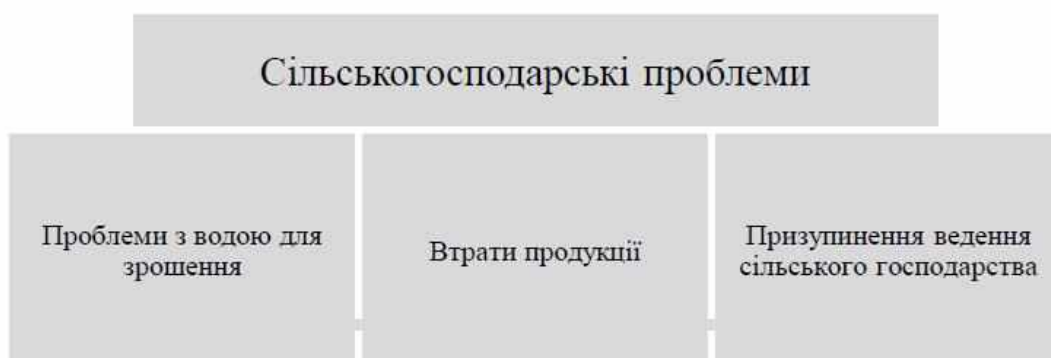 Сільськогосподарські проблеми
Проблеми з водою для
зрошення
Втрати продукції
Призупинення ведення
сільського господарства